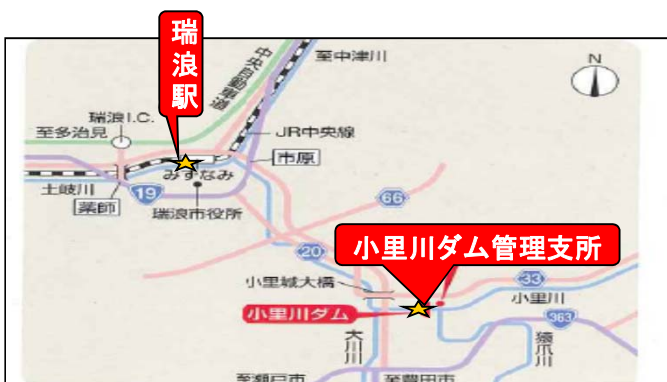 瑞浪駅
N
至中津川
中央自動車道
瑞浪I.C.
至多治見
JR中央線
市原
みずなみ
土岐川
19
薬師
瑞浪市役所
66
小里川ダム管理支所
20
小里城大橋
33
小里川
小里川ダム
363
大川川
猿爪川
至瀬戸市
至豊田市